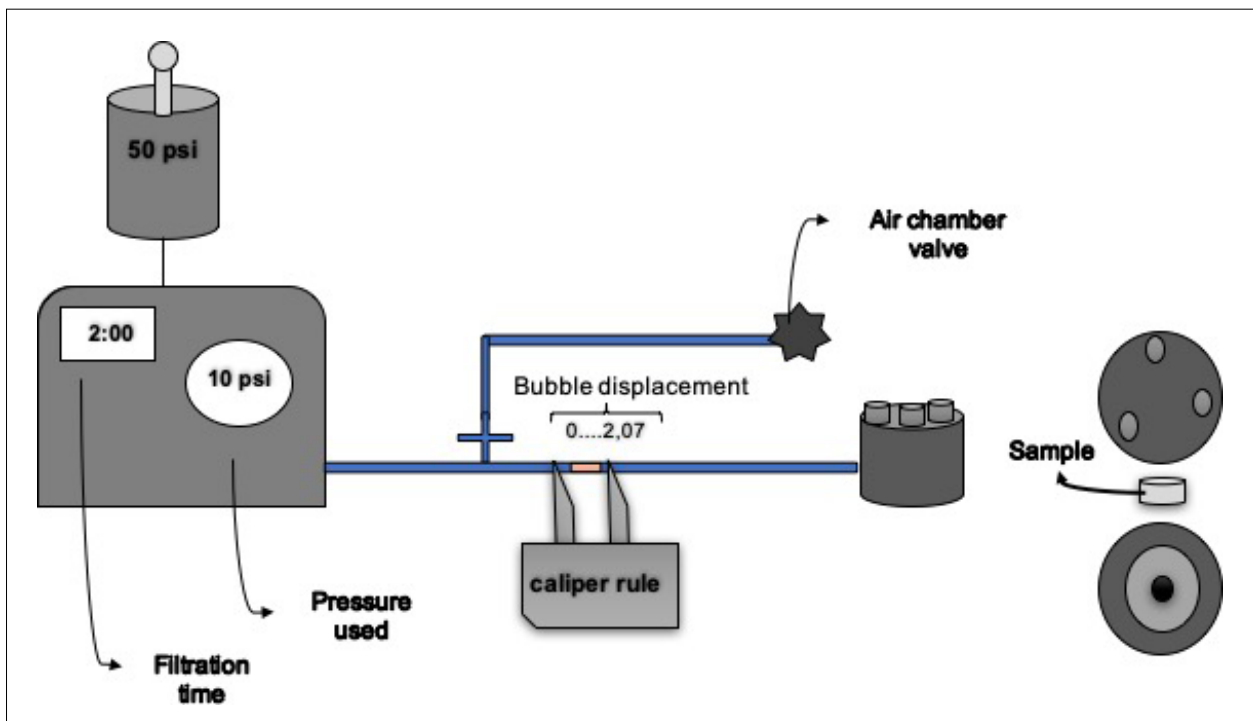 50 psi
2:00
10 psi
Air chamber
valve
Bubble displacement
0....2,07
Sample
caliper rule
Pressure
used
Filtration
time